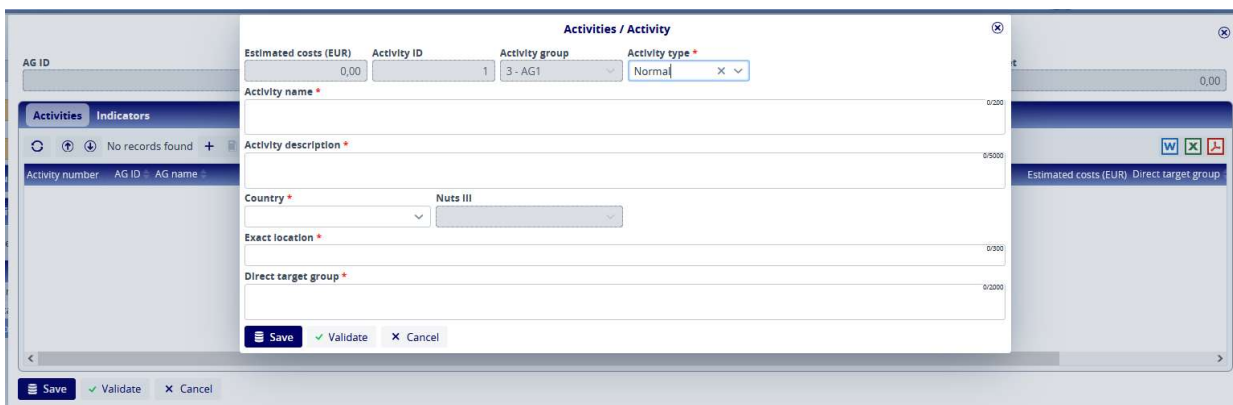 Activities / Activity
Estimated costs (EUR) Activity ID Activity group Activity type *
0,00 1 3 - AG1 Normal
Activity name *
0/200
Activity description *
0/5000
Country * Nuts III
Exact location *
0/300
Direct target group *
0/2000
Save Validate Cancel
AG ID
0,00
Activities Indicators
No records found
Activity number AG ID AG name Estimated costs (EUR) Direct target group
Save Validate Cancel